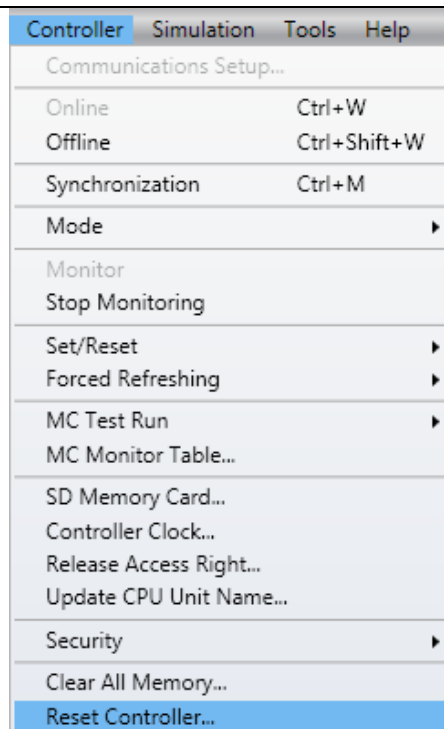 Controller Simulation Tools Help
Communications Setup...
Online Ctrl+W
Offline Ctrl+Shift+W
Synchronization Ctrl+M
Mode
Monitor
Stop Monitoring
Set/Reset
Forced Refreshing
MC Test Run
MC Monitor Table...
SD Memory Card...
Controller Clock...
Release Access Right...
Update CPU Unit Name...
Security
Clear All Memory...
Reset Controller...